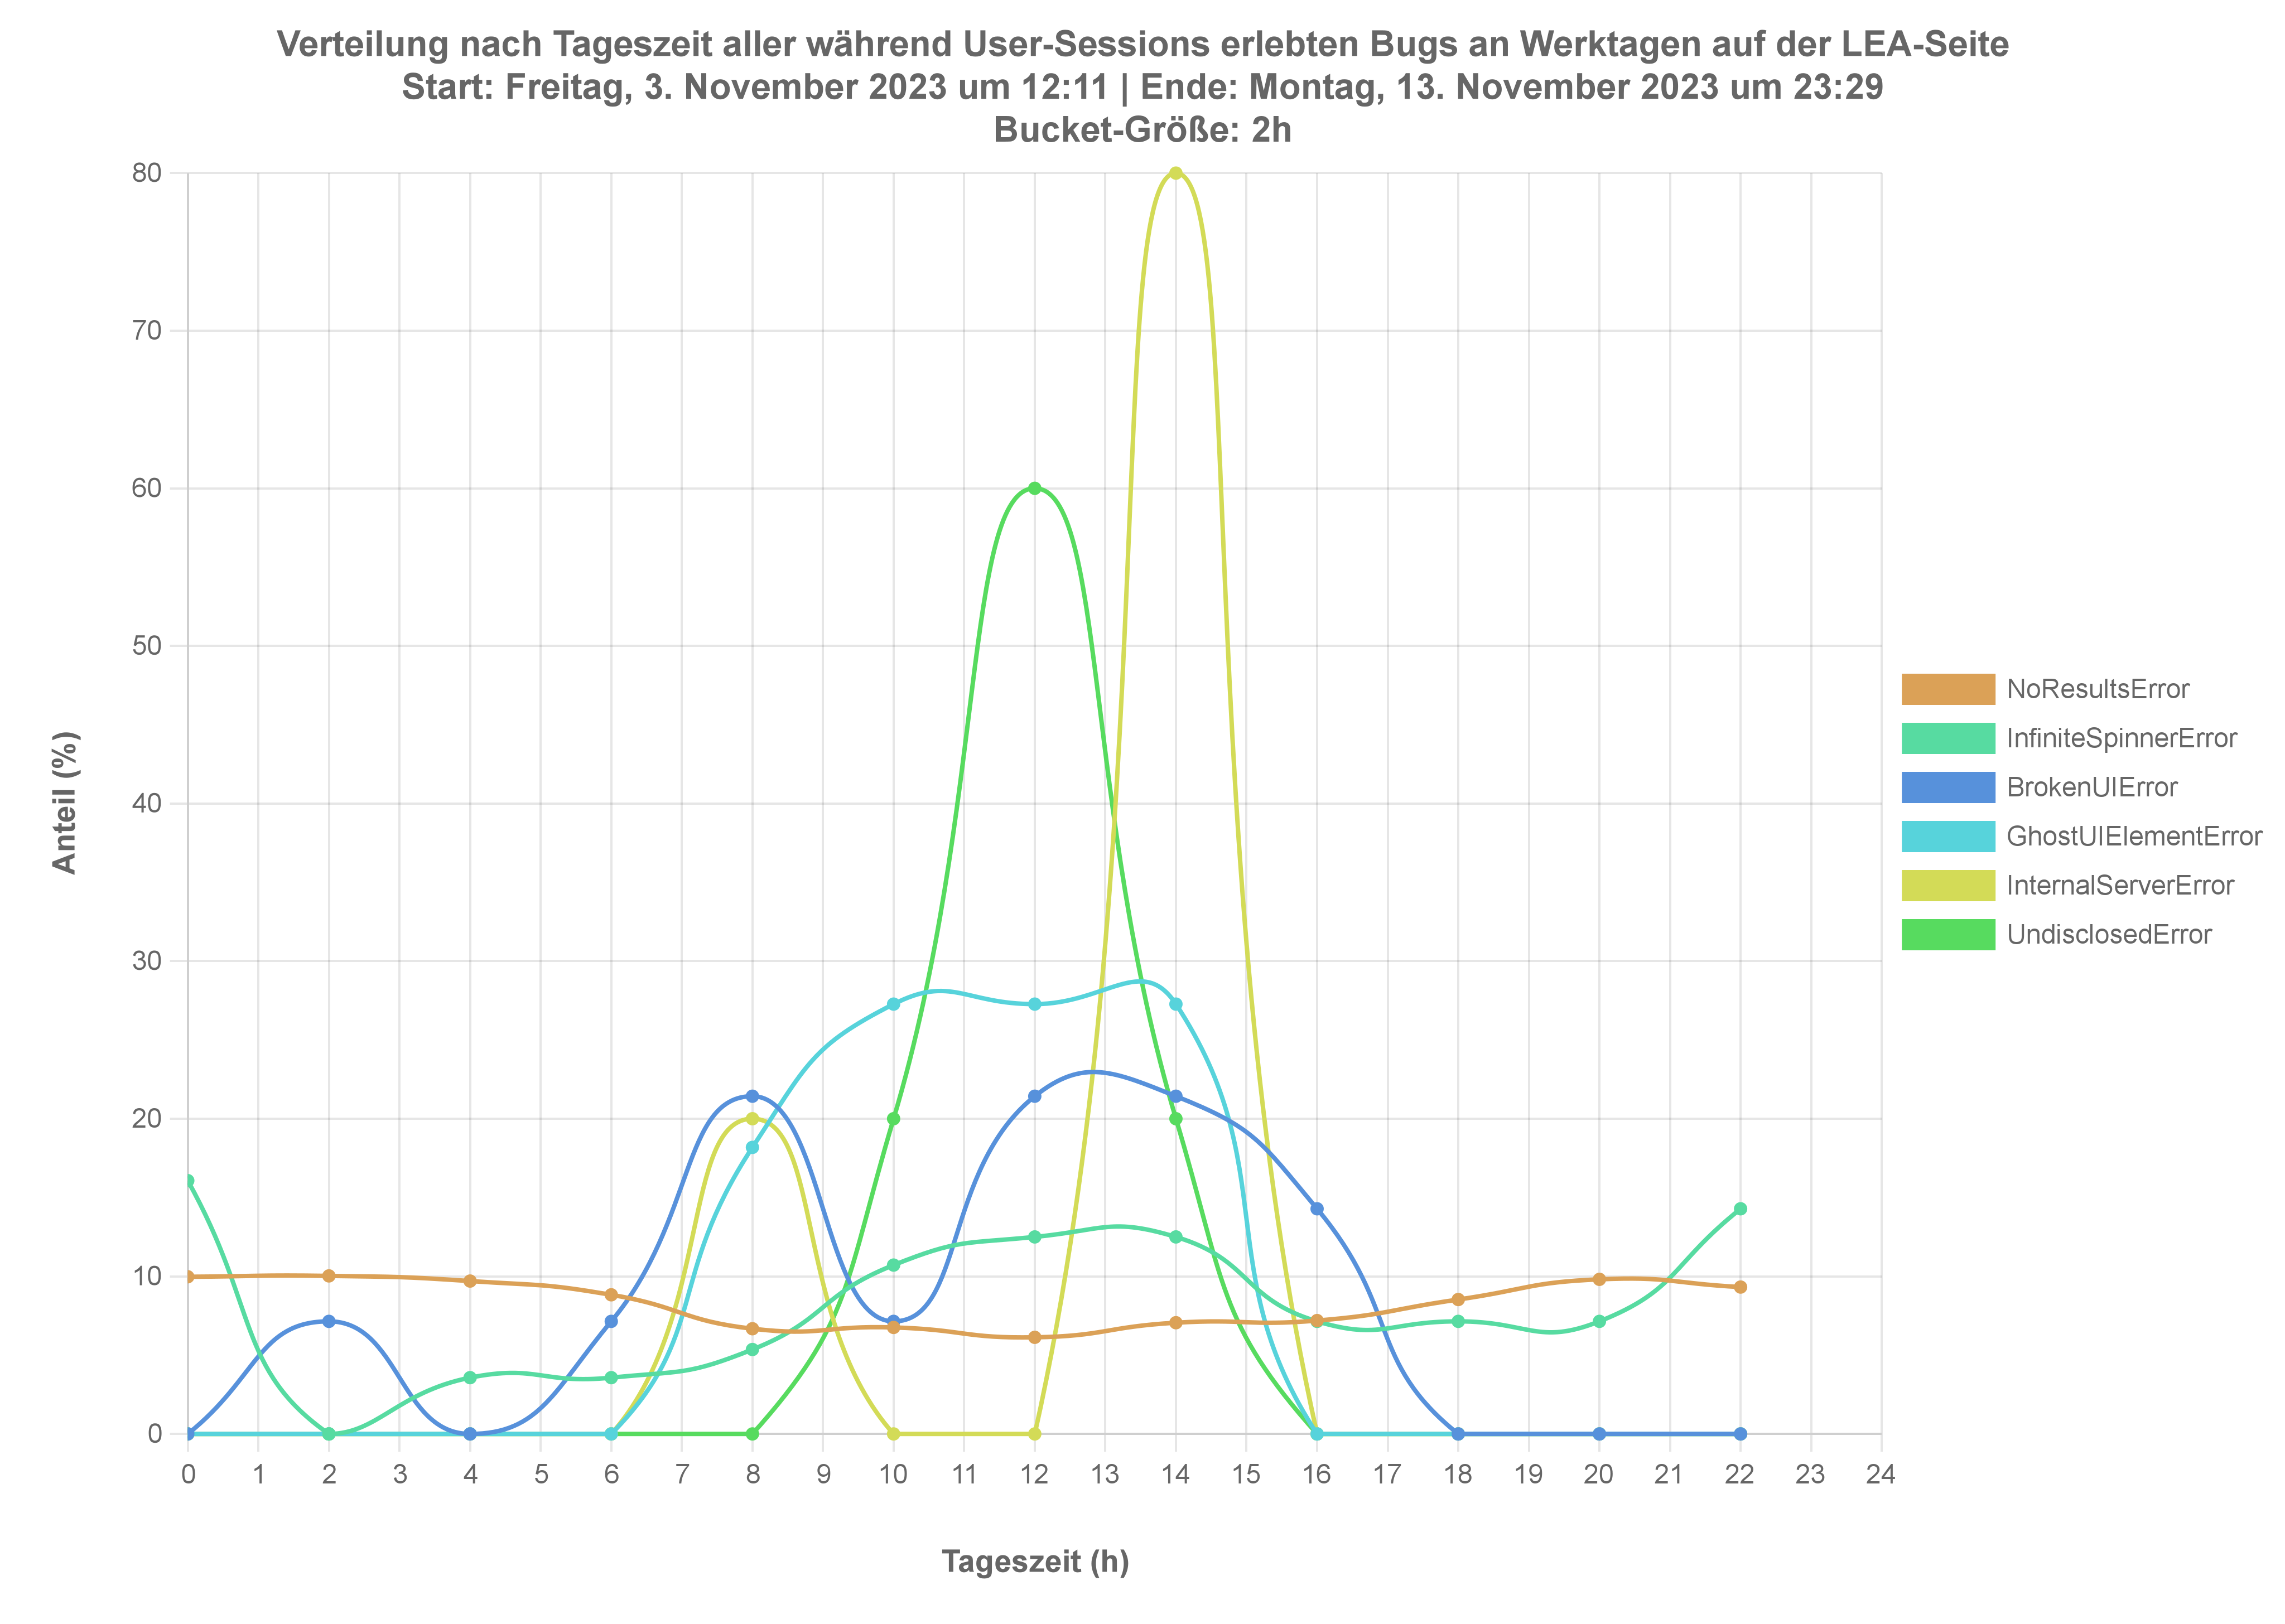 Verteilung nach Tageszeit aller während User-Sessions erlebten Bugs an Werktagen auf der LEA-Seite
Start: Freitag, 3. November 2023 um 12:11 | Ende: Montag, 13. November 2023 um 23:29
Bucket-Größe: 2h
80
70
60
50
40
30
20
10
0
Anteil (%)
0 1 2 3 4 5 6 7 8 9 10 11 12 13 14 15 16 17 18 19 20 21 22 23 24
Tageszeit (h)
NoResultsError
InfiniteSpinnerError
BrokenUIError
GhostUIElementError
InternalServerError
UndisclosedError